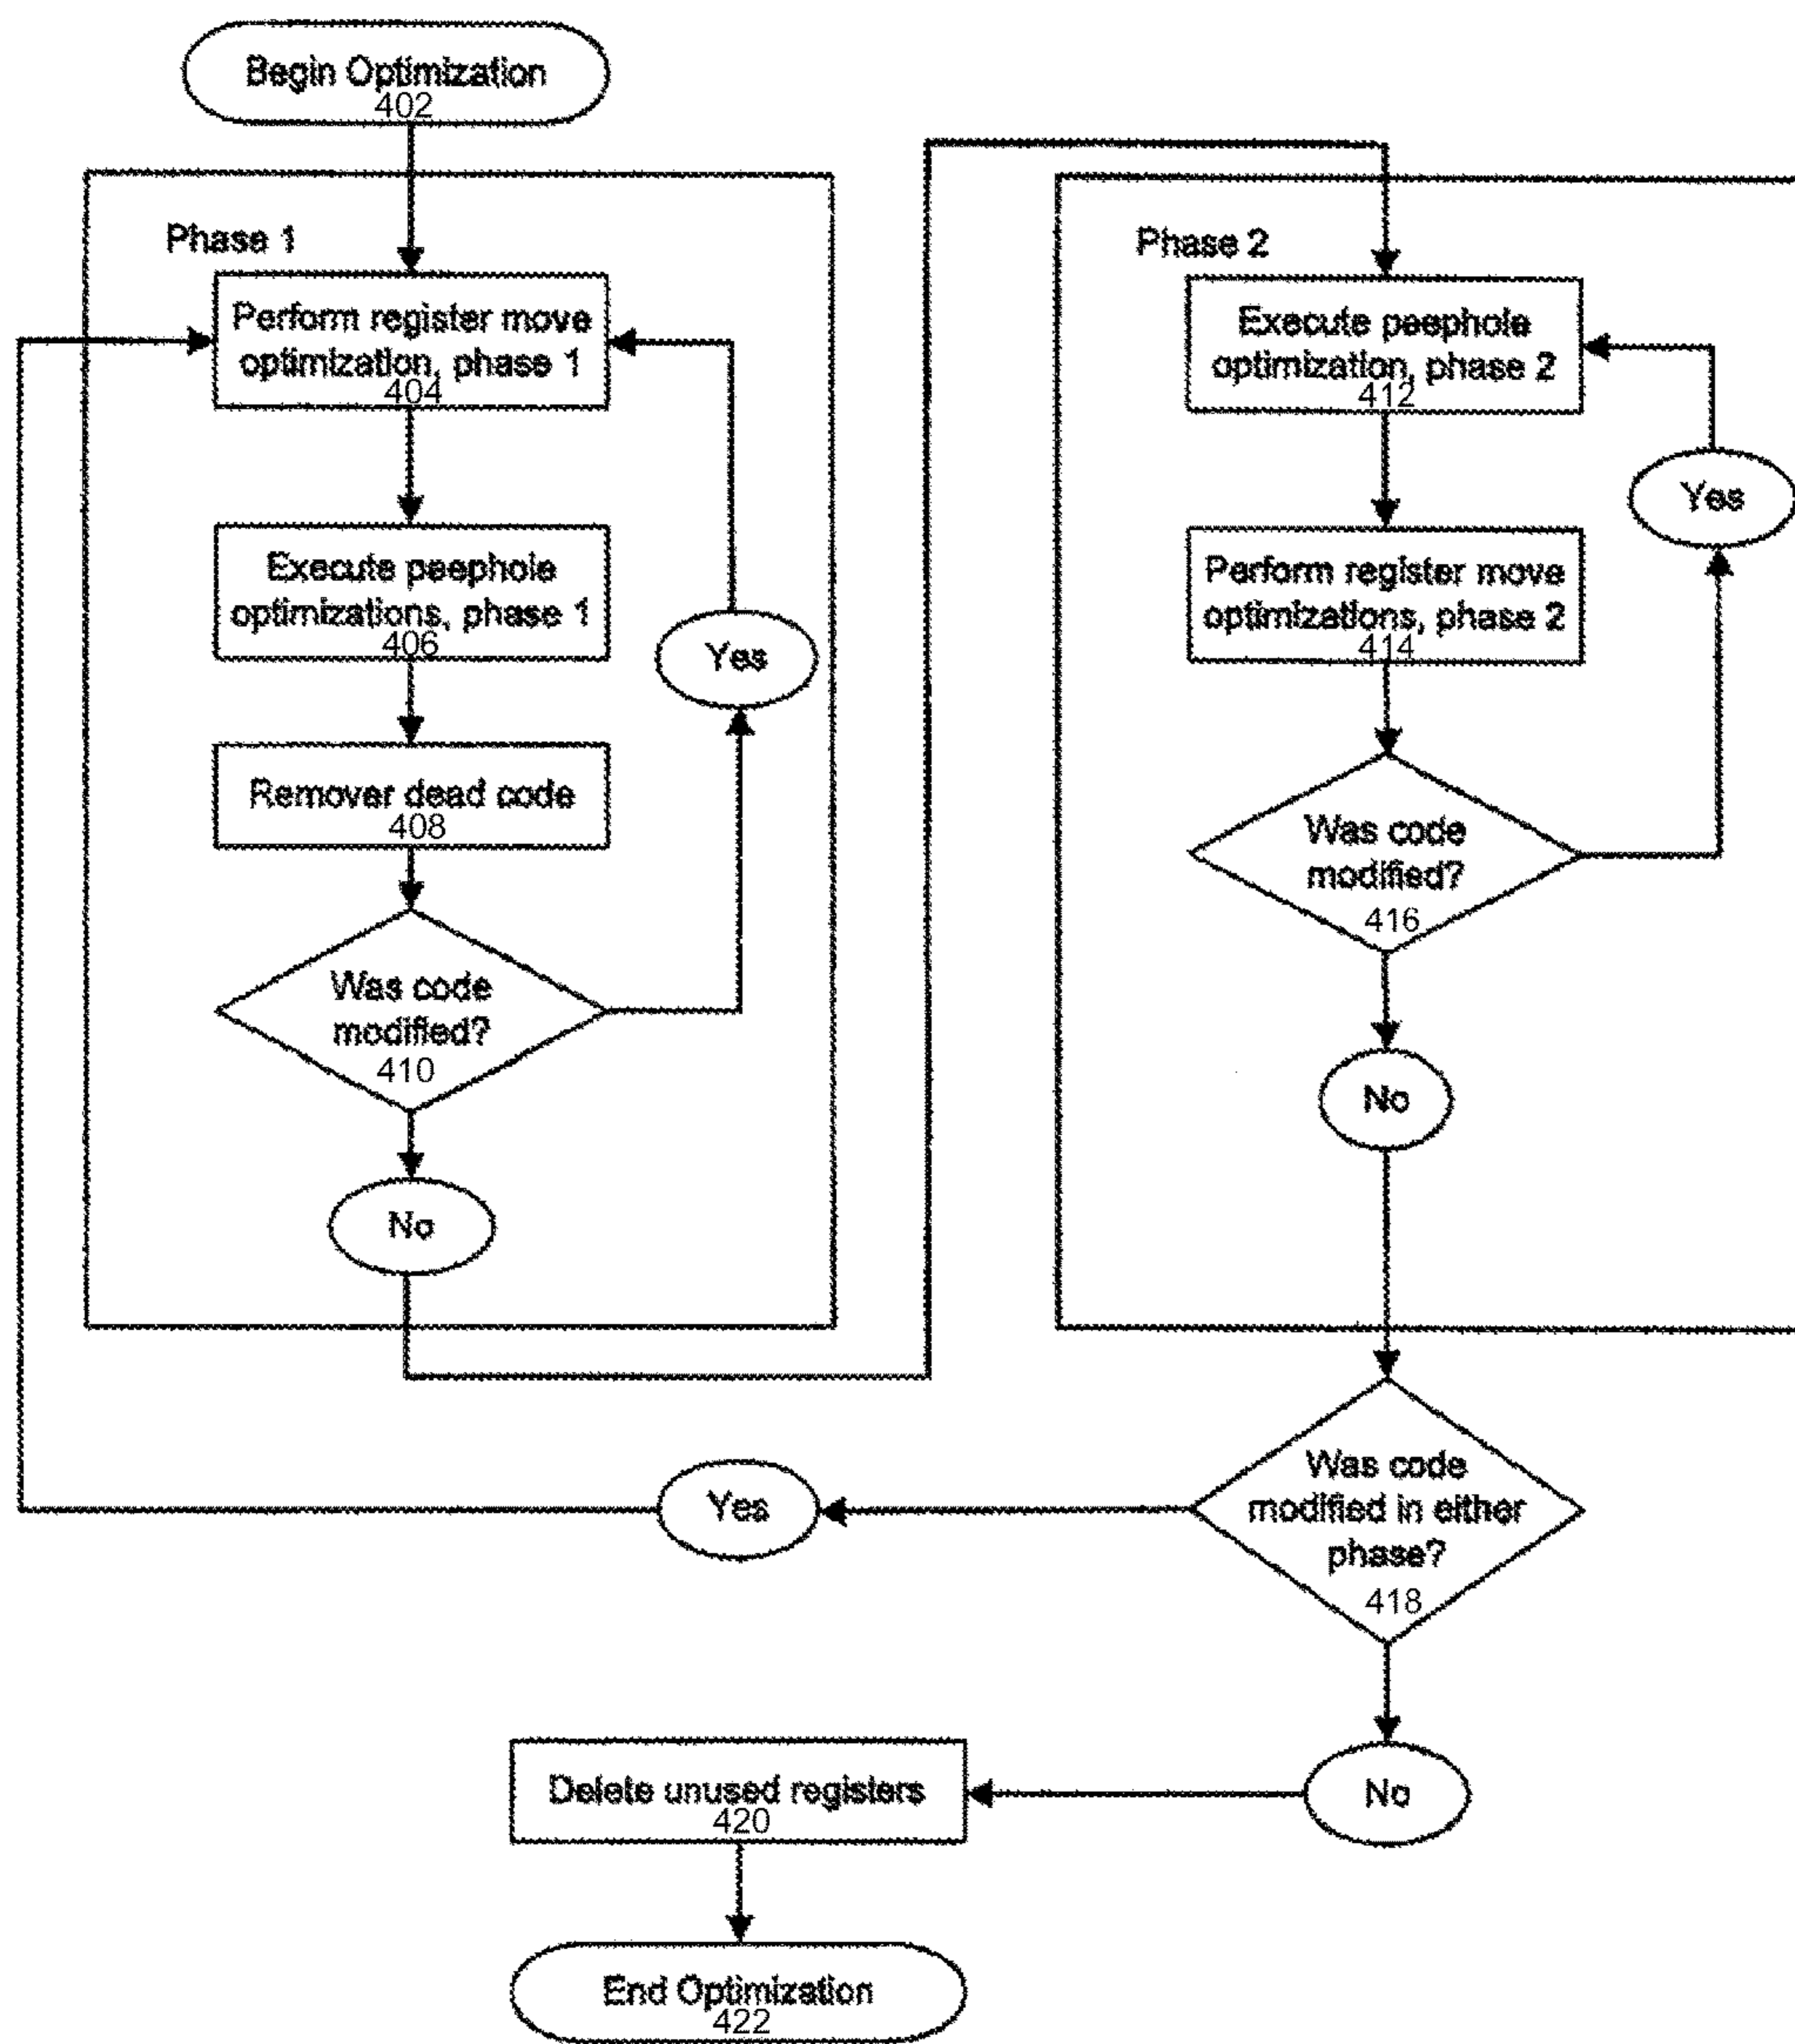 Begin Optimization
402
Phase 1
Perform register move
optimization, phase 1
404
Execute peephole
optimizations, phase 1
406
Yes
Remover dead code
408
Was code
modified?
410
No
Phase 2
Execute peephole
optimization, phase 2
412
Yes
Perform register move
optimizations, phase 2
414
Was code
modified?
416
No
Was code
modified in either
phase?
418
Yes
No
Delete unused registers
420
End Optimization
422